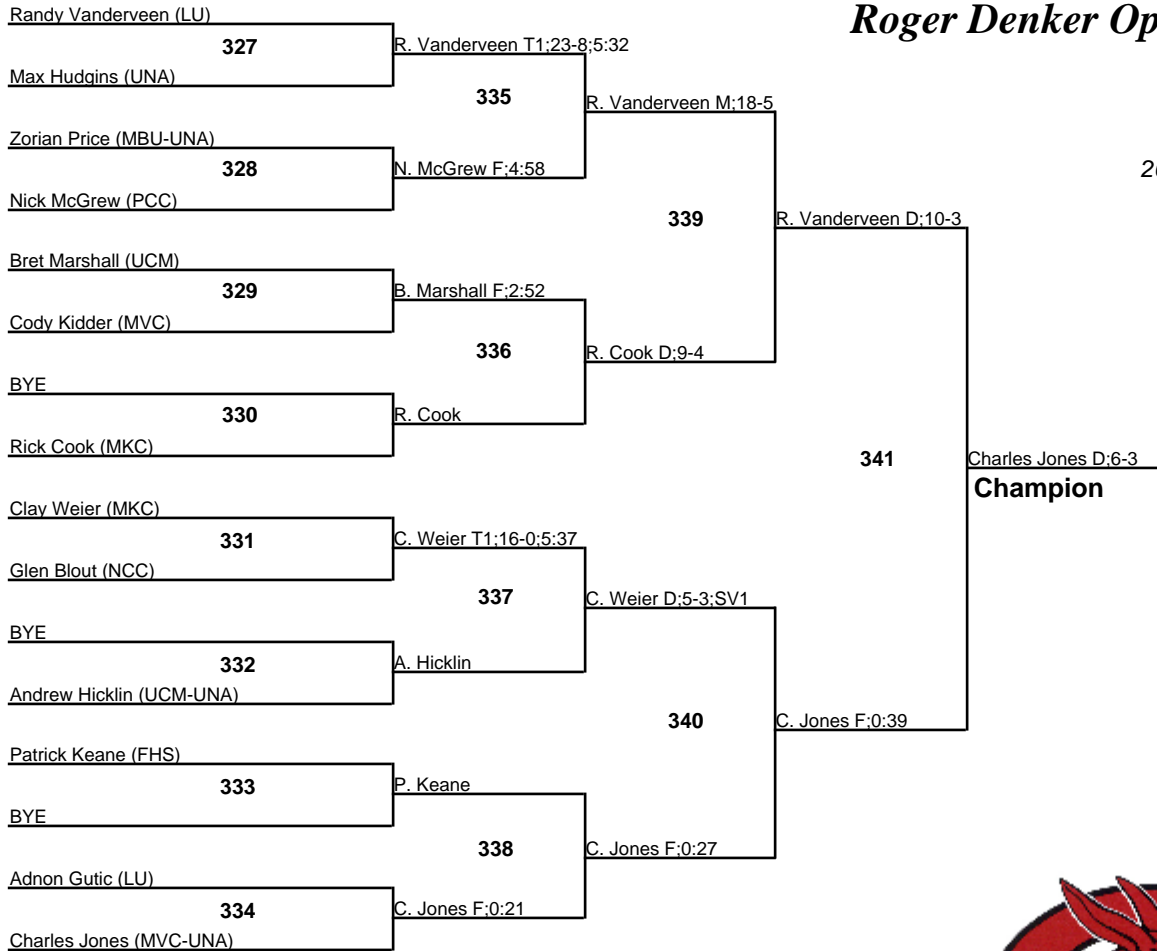 Roger Denker Op
Randy Vanderveen (LU)
327
Max Hudgins (UNA)
R. Vanderveen T1;23-8;5:32
335
R. Vanderveen M;18-5
Zorian Price (MBU-UNA)
328
Nick McGrew (PCC)
N. McGrew F;4:58
339
R. Vanderveen D;10-3
Bret Marshall (UCM)
329
Cody Kidder (MVC)
B. Marshall F;2:52
336
R. Cook D;9-4
BYE
330
Rick Cook (MKC)
R. Cook
341
Charles Jones D;6-3
Champion
Clay Weier (MKC)
331
Glen Blout (NCC)
C. Weier T1;16-0;5:37
337
C. Weier D;5-3;SV1
BYE
332
Andrew Hicklin (UCM-UNA)
A. Hicklin
340
C. Jones F;0:39
Patrick Keane (FHS)
333
BYE
P. Keane
338
C. Jones F;0:27
Adnon Gutic (LU)
334
Charles Jones (MVC-UNA)
C. Jones F;0:21